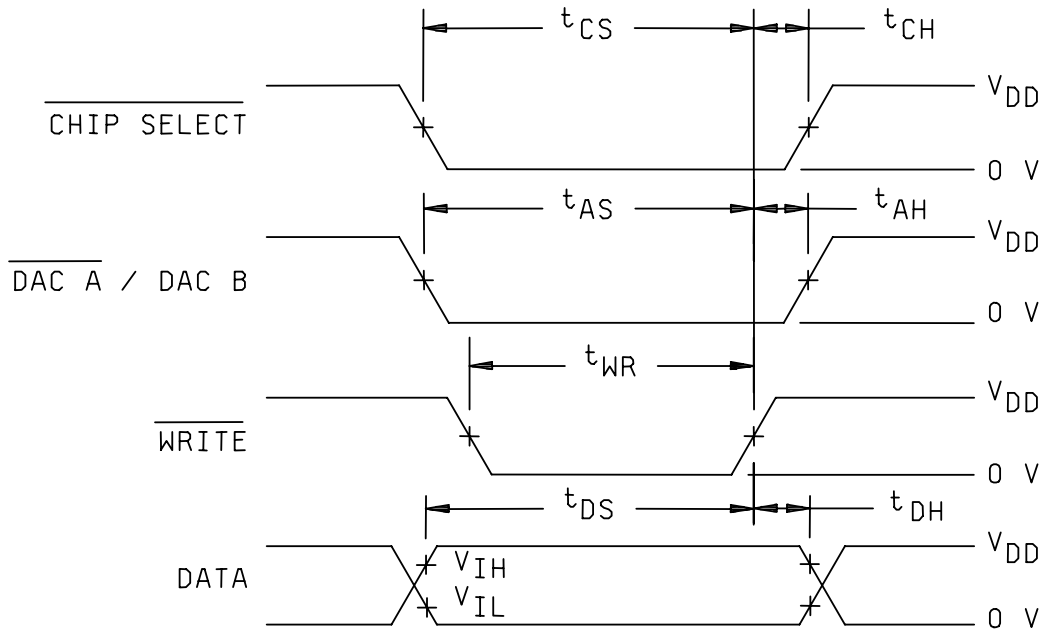 tCS
tCH
CHIP SELECT
VDD
0 V
tAS
tAH
DAC A / DAC B
VDD
0 V
tWR
WRITE
VDD
0 V
tDS
tDH
DATA
VIH
VIL
VDD
0 V